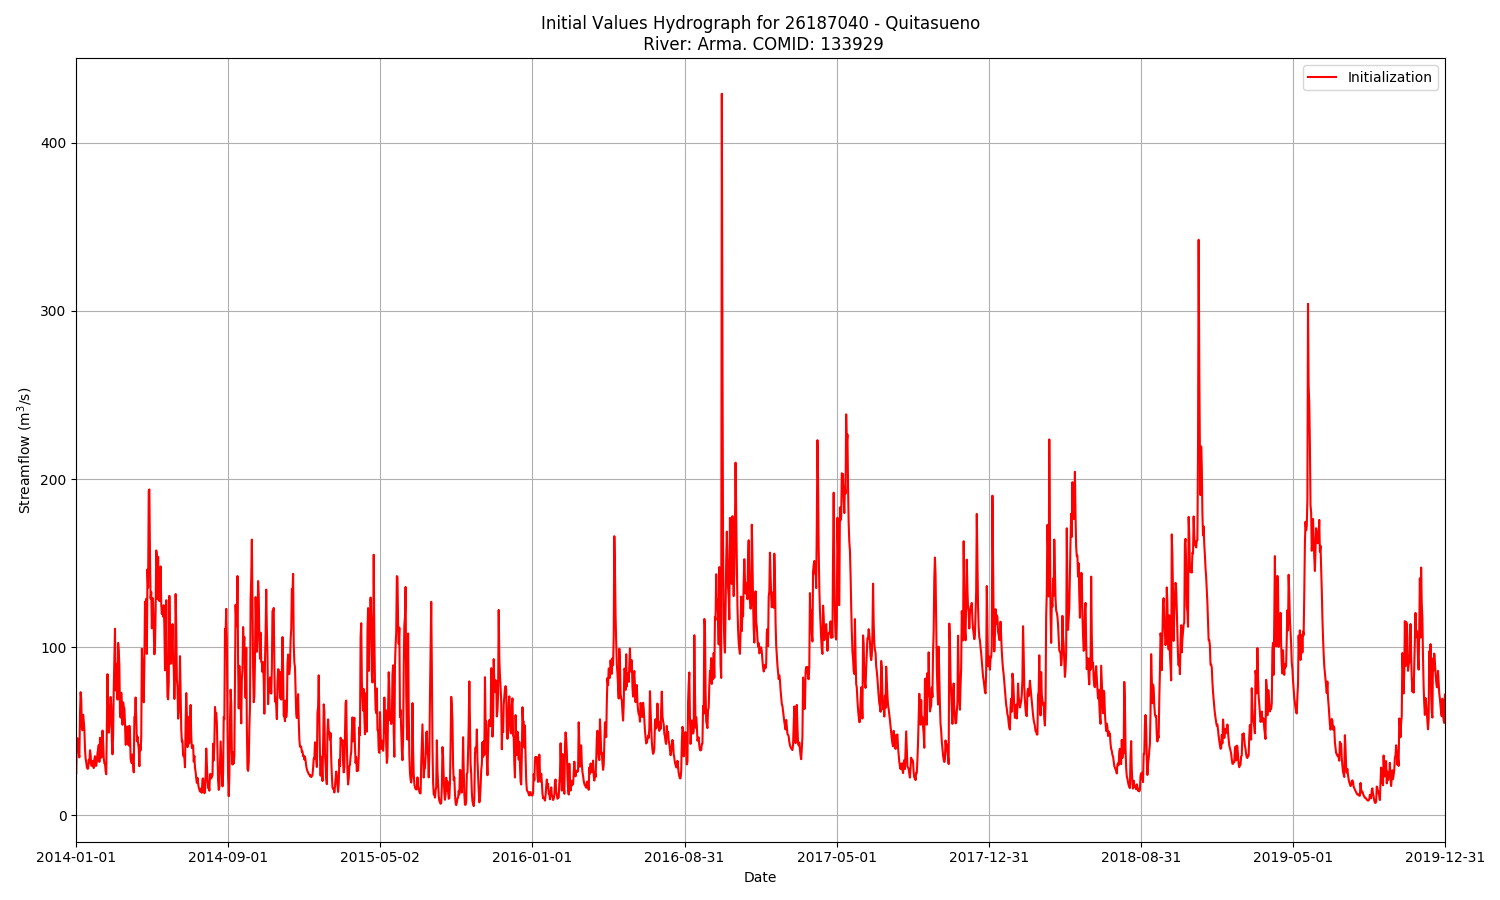 Initial Values Hydrograph for 26187040 - Quitasueno
River: Arma. COMID: 133929
Initialization
Streamflow (m³/s)
400
300
200
100
0
2014-01-01 2014-09-01 2015-05-02 2016-01-01 2016-08-31 2017-05-01 2017-12-31 2018-08-31 2019-05-01 2019-12-31
Date